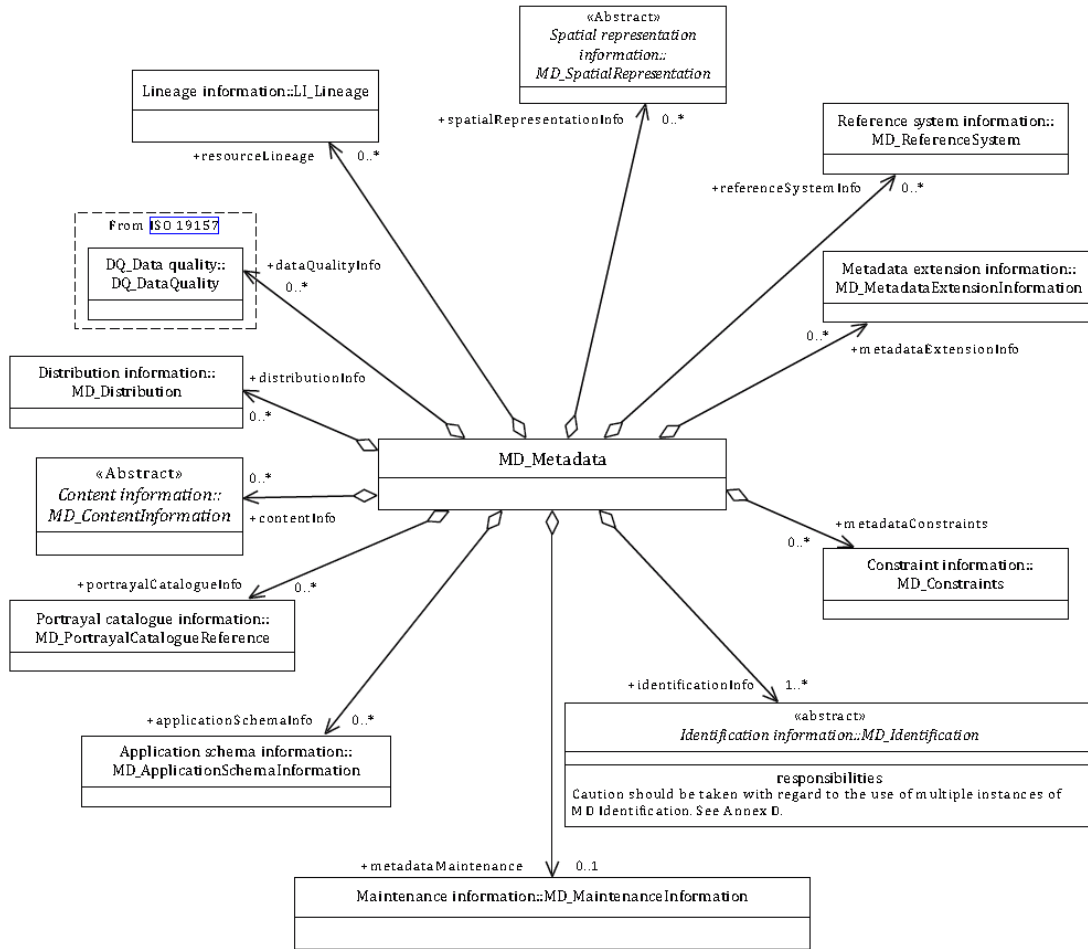 «Abstract»
Spatial representation
information::
MD_SpatialRepresentation
Lineage information::LI_Lineage
+spatialRepresentationInfo
0..*
Reference system information::
MD_ReferenceSystem
+resourceLineage
0..*
+referenceSystemInfo
0..*
From ISO 19157
DQ_Data quality::
DQ_DataQuality
+dataQualityInfo
0..*
Metadata extension information::
MD_MetadataExtensionInformation
0..*
+metadataExtensionInfo
Distribution information::
MD_Distribution
+distributionInfo
0..*
MD_Metadata
«Abstract»
Content information::
MD_ContentInformation
0..*
+contentInfo
+metadataConstraints
0..*
Constraint information::
MD_Constraints
+portrayalCatalogueInfo
0..*
Portrayal catalogue information::
MD_PortrayalCatalogueReference
+identificationInfo
1..*
«abstract»
Identification information::MD_Identification
responsibilities
Caution should be taken with regard to the use of multiple instances of
MD Identification. See Annex D.
+applicationSchemaInfo
0..*
Application schema information::
MD_ApplicationSchemaInformation
+metadataMaintenance
0..1
Maintenance information::MD_MaintenanceInformation